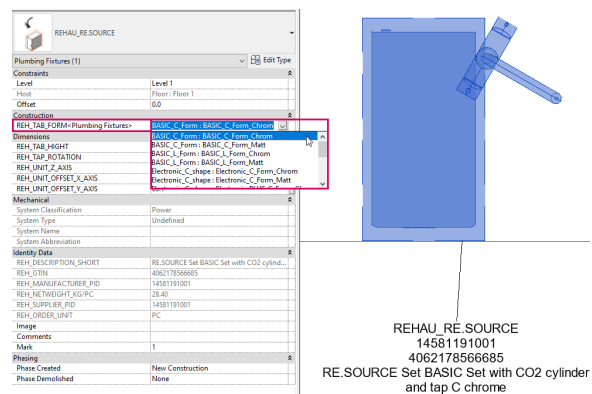 REHAU_RE.SOURCE
Plumbing Fixtures (1)
Edit Type
Constraints
Level Level 1
Host Floor : Floor 1
Offset 0.0
Construction
REH_TAB_FORM<Plumbing Fixtures> BASIC_C_Form : BASIC_C_Form_Chrom
Dimensions BASIC_C_Form : BASIC_C_Form_Chrom
REH_TAB_HIGHT BASIC_C_Form : BASIC_C_Form_Matt
REH_TAP_ROTATION BASIC_L_Form : BASIC_L_Form_Chrom
REH_UNIT_Z_AXIS BASIC_L_Form : BASIC_L_Form_Matt
REH_UNIT_OFFSET_X_AXIS Electronic_C_shape : Electronic_C_Form_Chrom
REH_UNIT_OFFSET_Y_AXIS Electronic_C_shape : Electronic_C_Form_Matt
Mechanical
System Classification Power
System Type Undefined
System Name
System Abbreviation
Identity Data
REH_DESCRIPTION_SHORT RE.SOURCE Set BASIC Set with CO2 cylind...
REH_GTIN 4062178566685
REH_MANUFACTURER_PID 14581191001
REH_NETWEIGHT_KG/PC 28.40
REH_SUPPLIER_PID 14581191001
REH_ORDER_UNIT PC
Image
Comments
Mark 1
Phasing
Phase Created New Construction
Phase Demolished None
REHAU_RE.SOURCE
14581191001
4062178566685
RE.SOURCE Set BASIC Set with CO2 cylinder
and tap C chrome